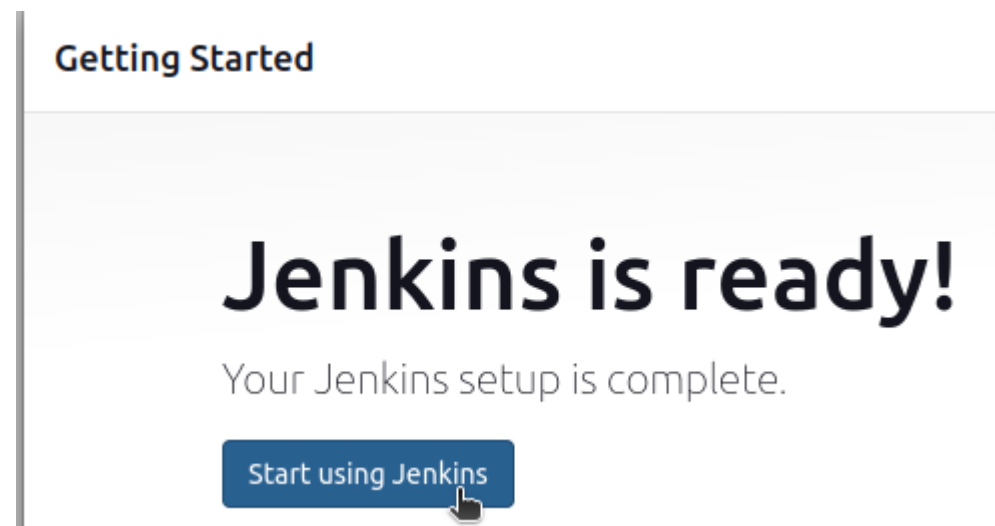 Getting Started
Jenkins is ready!
Your Jenkins setup is complete.
Start using Jenkins